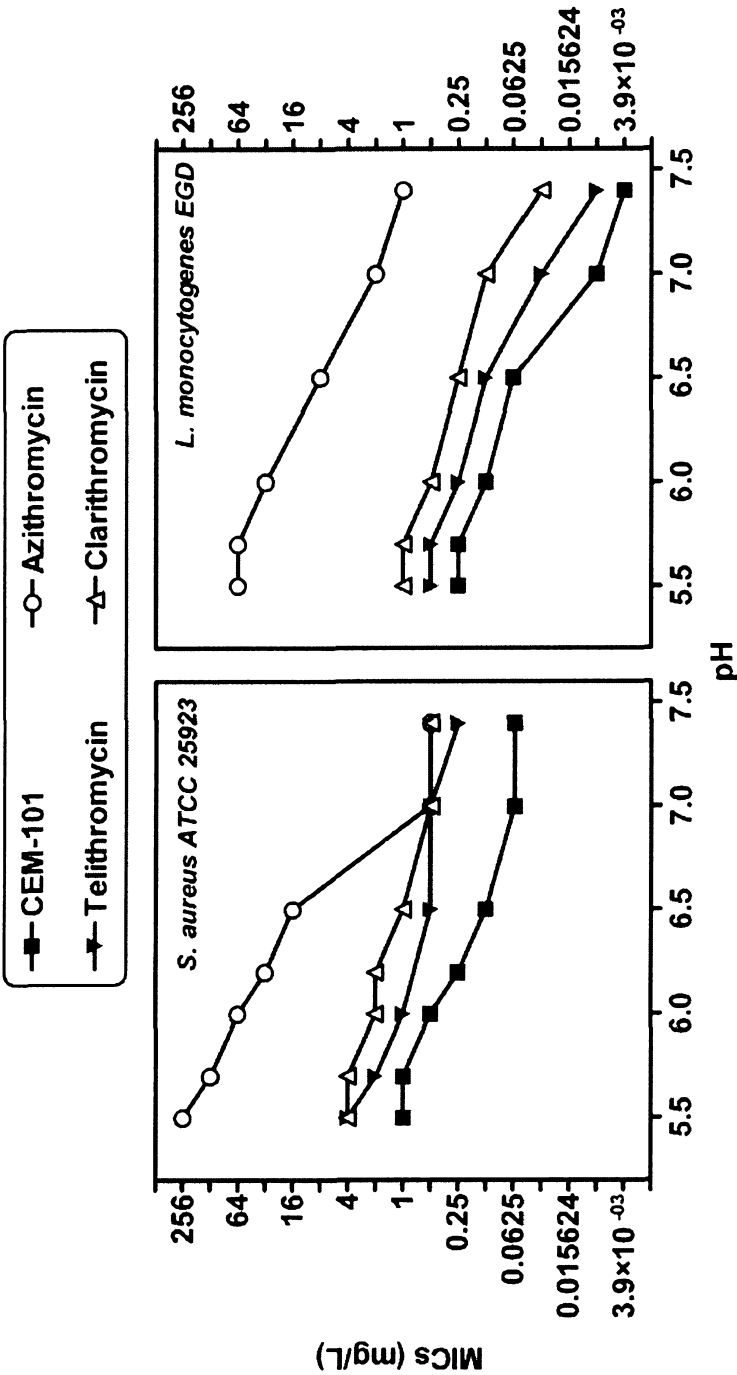 CEM-101 Azithromycin
Telithromycin Clarithromycin
S. aureus ATCC 25923
L. monocytogenes EGD
MICs (mg/L)
256
64
16
4
1
0.25
0.0625
0.015624
3.9×10 -03
256
64
16
4
1
0.25
0.0625
0.015624
3.9×10 -03
5.5 6.0 6.5 7.0 7.5
5.5 6.0 6.5 7.0 7.5
pH